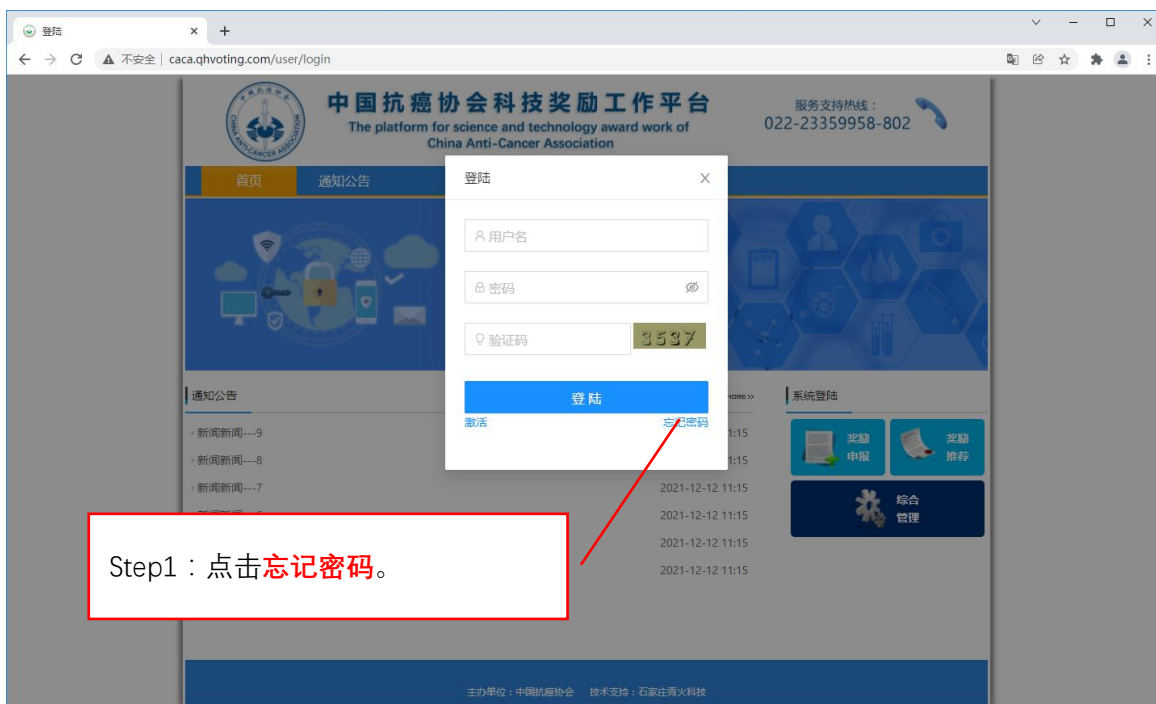 登陆
不安全 caca.qhvoting.com/user/login
中国抗癌协会科技奖励工作平台
The platform for science and technology award work of
China Anti-Cancer Association
服务支持热线：
022-23359958-802
CHINA ANTI-CANCER ASSOCIATION
首页 通知公告
登陆
用户名
密码
验证码 3537
登 陆
激活 忘记密码
通知公告
新闻新闻---9 1:15
新闻新闻---8 1:15
新闻新闻---7 2021-12-12 11:15
2021-12-12 11:15
2021-12-12 11:15
2021-12-12 11:15
系统登陆
奖励
申报
奖励
推荐
综合
管理
Step1：点击忘记密码。
主办单位：中国抗癌协会 技术支持：石家庄青火科技